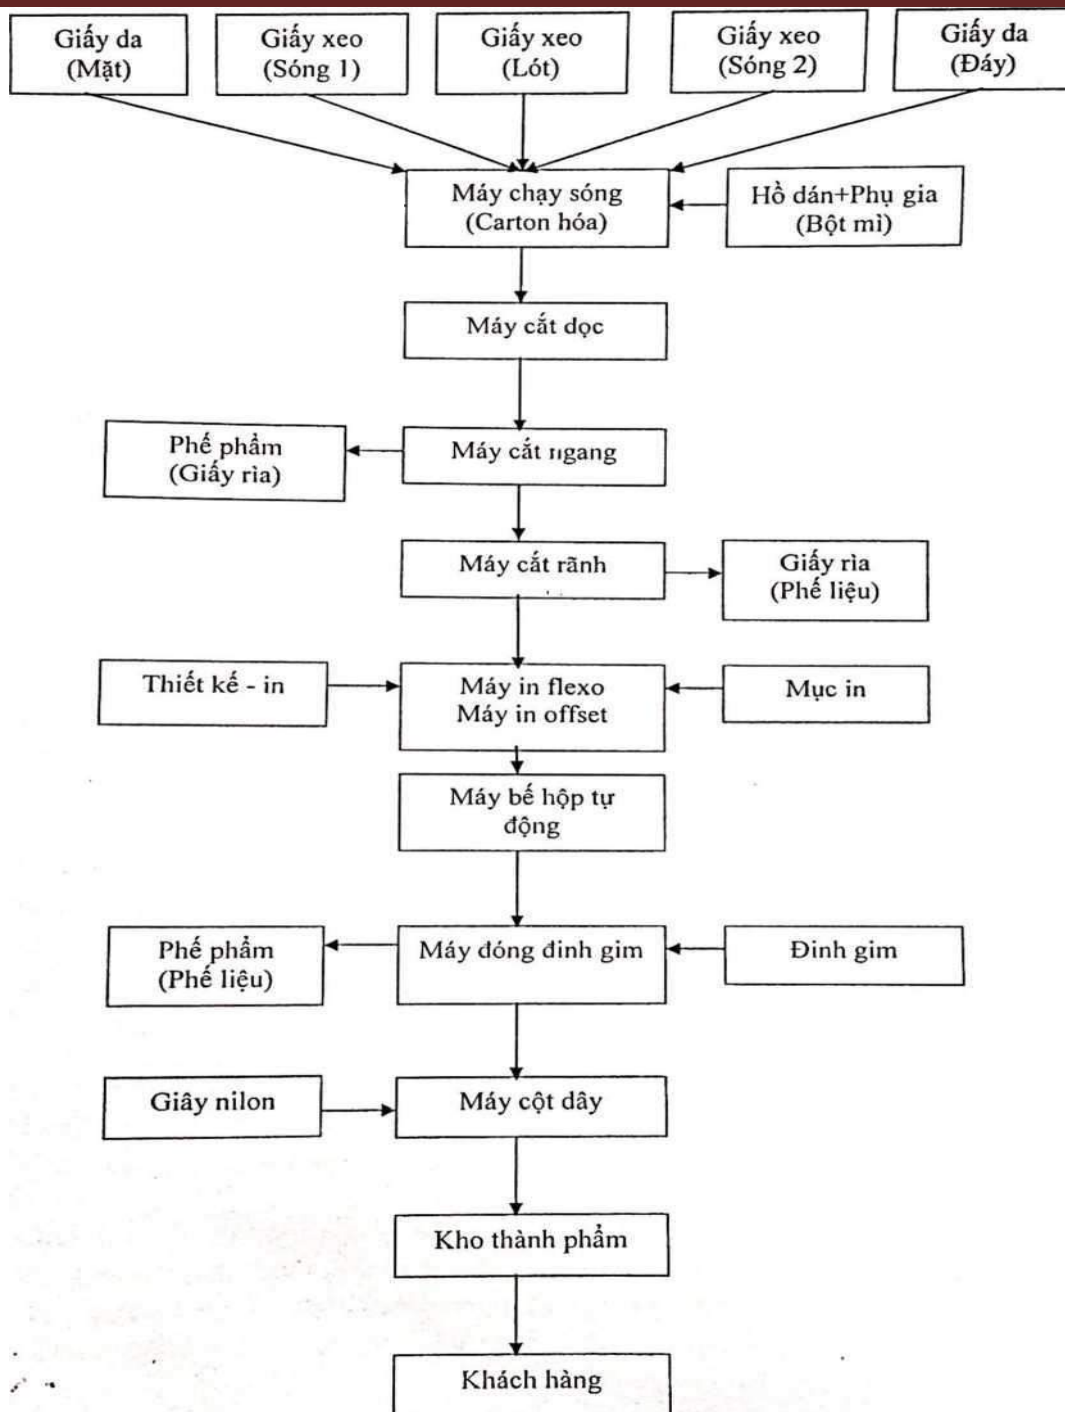 Giấy da
(Mặt)
Giấy xeo
(Sóng 1)
Giấy xeo
(Lót)
Giấy xeo
(Sóng 2)
Giấy da
(Đáy)
Máy chạy sóng
(Carton hóa)
Hồ dán+Phụ gia
(Bột mì)
Máy cắt dọc
Phế phẩm
(Giấy rìa)
Máy cắt ngang
Máy cắt rãnh
Giấy rìa
(Phế liệu)
Thiết kế - in
Máy in flexo
Máy in offset
Mục in
Máy bế hộp tự
động
Phế phẩm
(Phế liệu)
Máy đóng đinh gim
Đinh gim
Giây nilon
Máy cột dây
Kho thành phẩm
Khách hàng